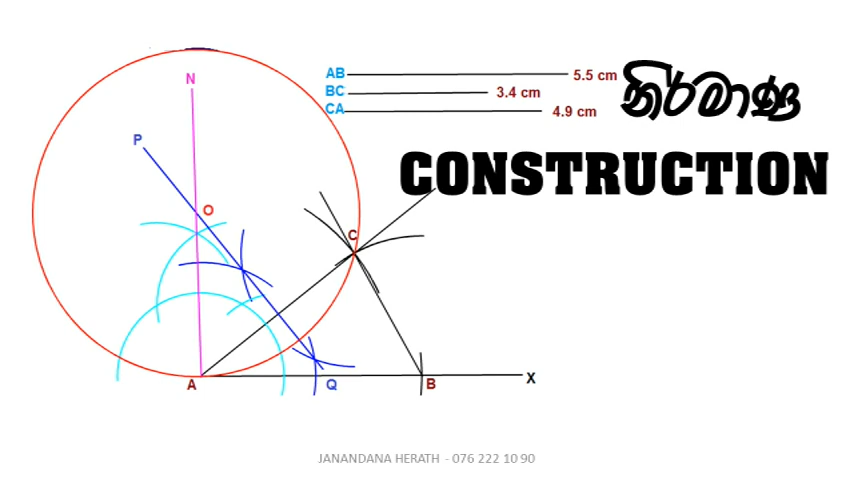 AB 5.5 cm
BC 3.4 cm
CA 4.9 cm
නිර්මාණ
CONSTRUCTION
N
P
O
C
A
Q
B
X
JANANDANA HERATH - 076 222 10 90